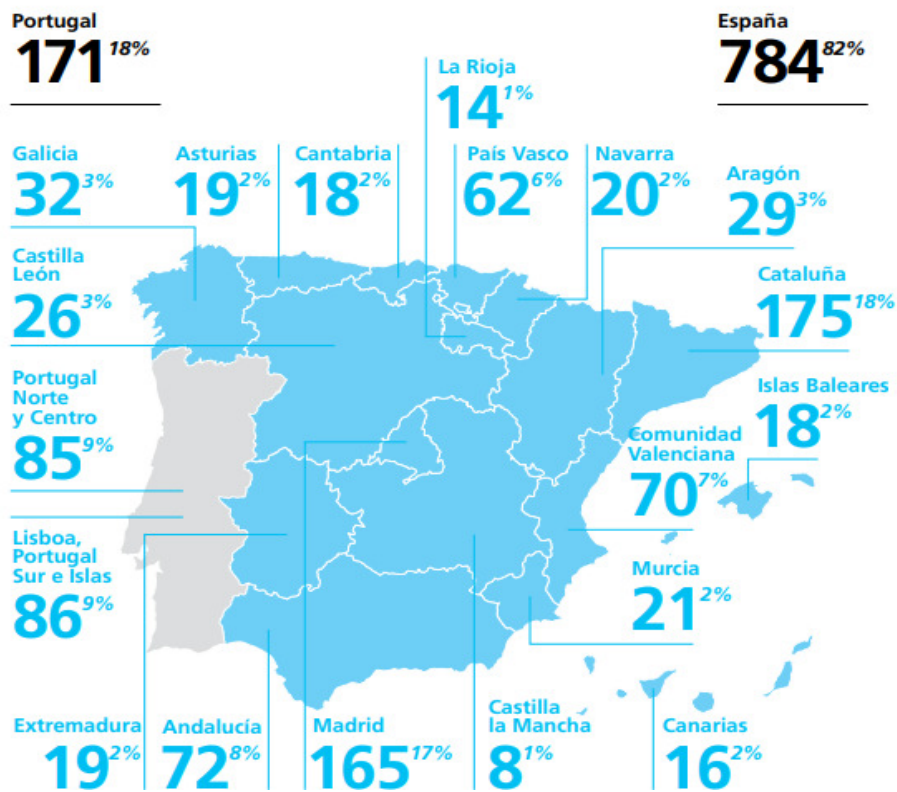 Portugal
171 18%
España
784 82%
La Rioja
14 1%
Galicia
32 3%
Asturias
19 2%
Cantabria
18 2%
País Vasco
62 6%
Navarra
20 2%
Aragón
29 3%
Castilla
León
26 3%
Cataluña
175 18%
Portugal
Norte
y Centro
85 9%
Islas Baleares
18 2%
Comunidad
Valenciana
70 7%
Lisboa,
Portugal
Sur e Islas
86 9%
Murcia
21 2%
Extremadura
19 2%
Andalucía
72 8%
Madrid
165 17%
Castilla
la Mancha
8 1%
Canarias
16 2%